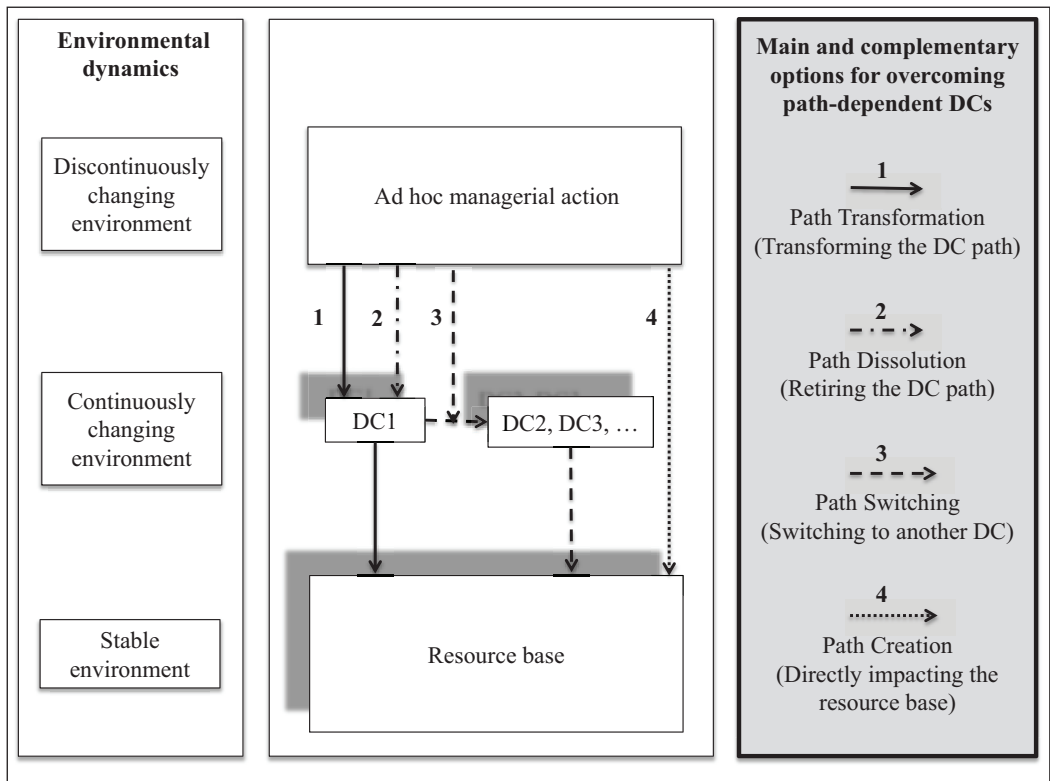 Environmental
dynamics
Discontinuously
changing
environment
Continuously
changing
environment
Stable
environment
Ad hoc managerial action
1
2
3
4
DC1
DC2, DC3, …
Resource base
Main and complementary
options for overcoming
path-dependent DCs
1
Path Transformation
(Transforming the DC path)
2
Path Dissolution
(Retiring the DC path)
3
Path Switching
(Switching to another DC)
4
Path Creation
(Directly impacting the
resource base)